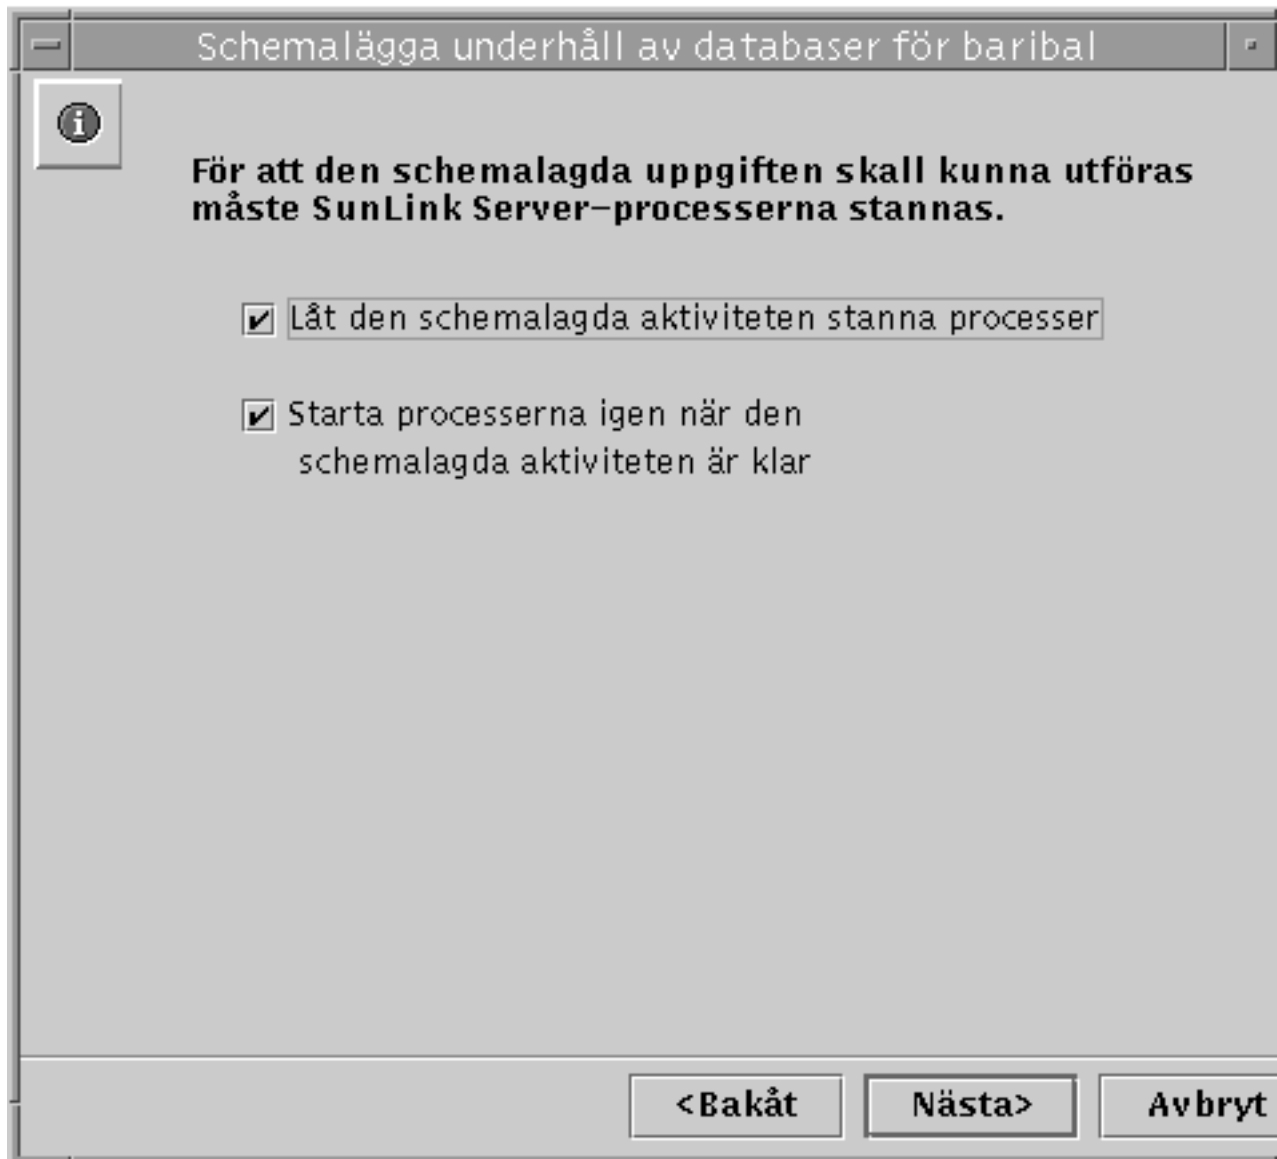 Schemalägga underhåll av databaser för baribal
För att den schemalagda uppgiften skall kunna utföras
måste SunLink Server–processerna stannas.
Låt den schemalagda aktiviteten stanna processer
Starta processerna igen när den
schemalagda aktiviteten är klar
<Bakåt Nästa> Avbryt